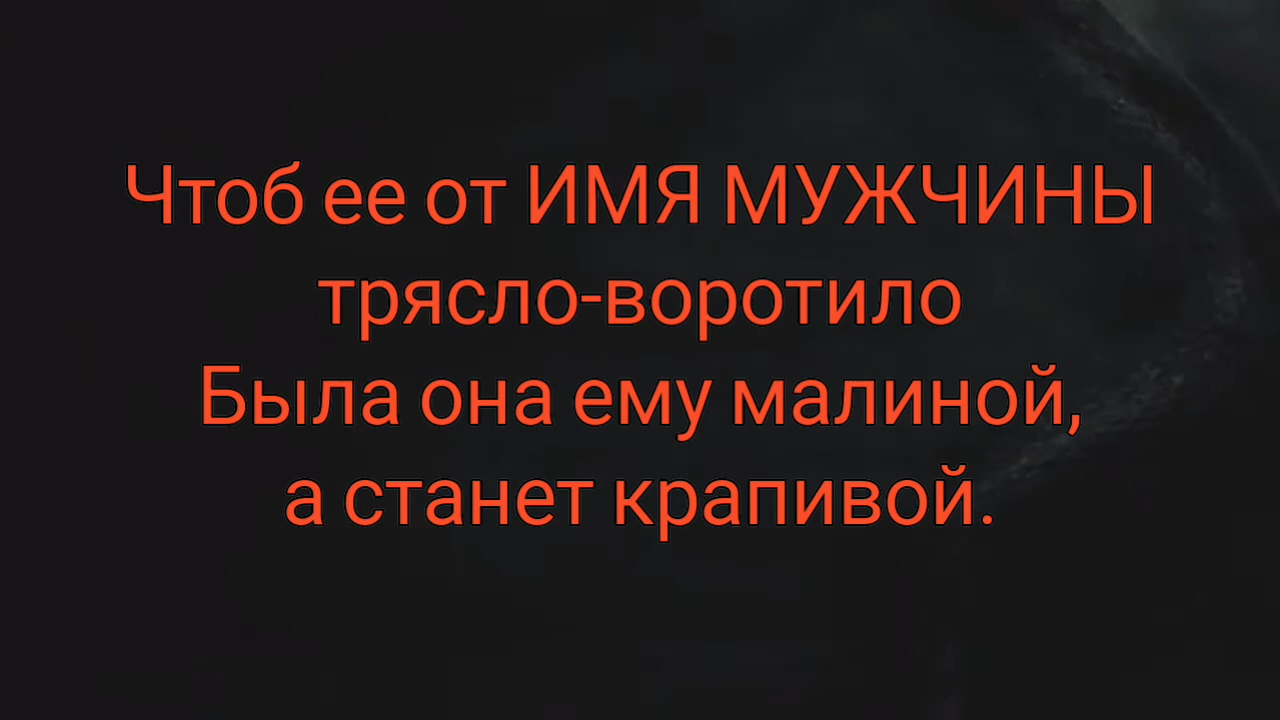 Чтоб ее от ИМЯ МУЖЧИНЫ
трясло-воротило
Была она ему малиной,
а станет крапивой.